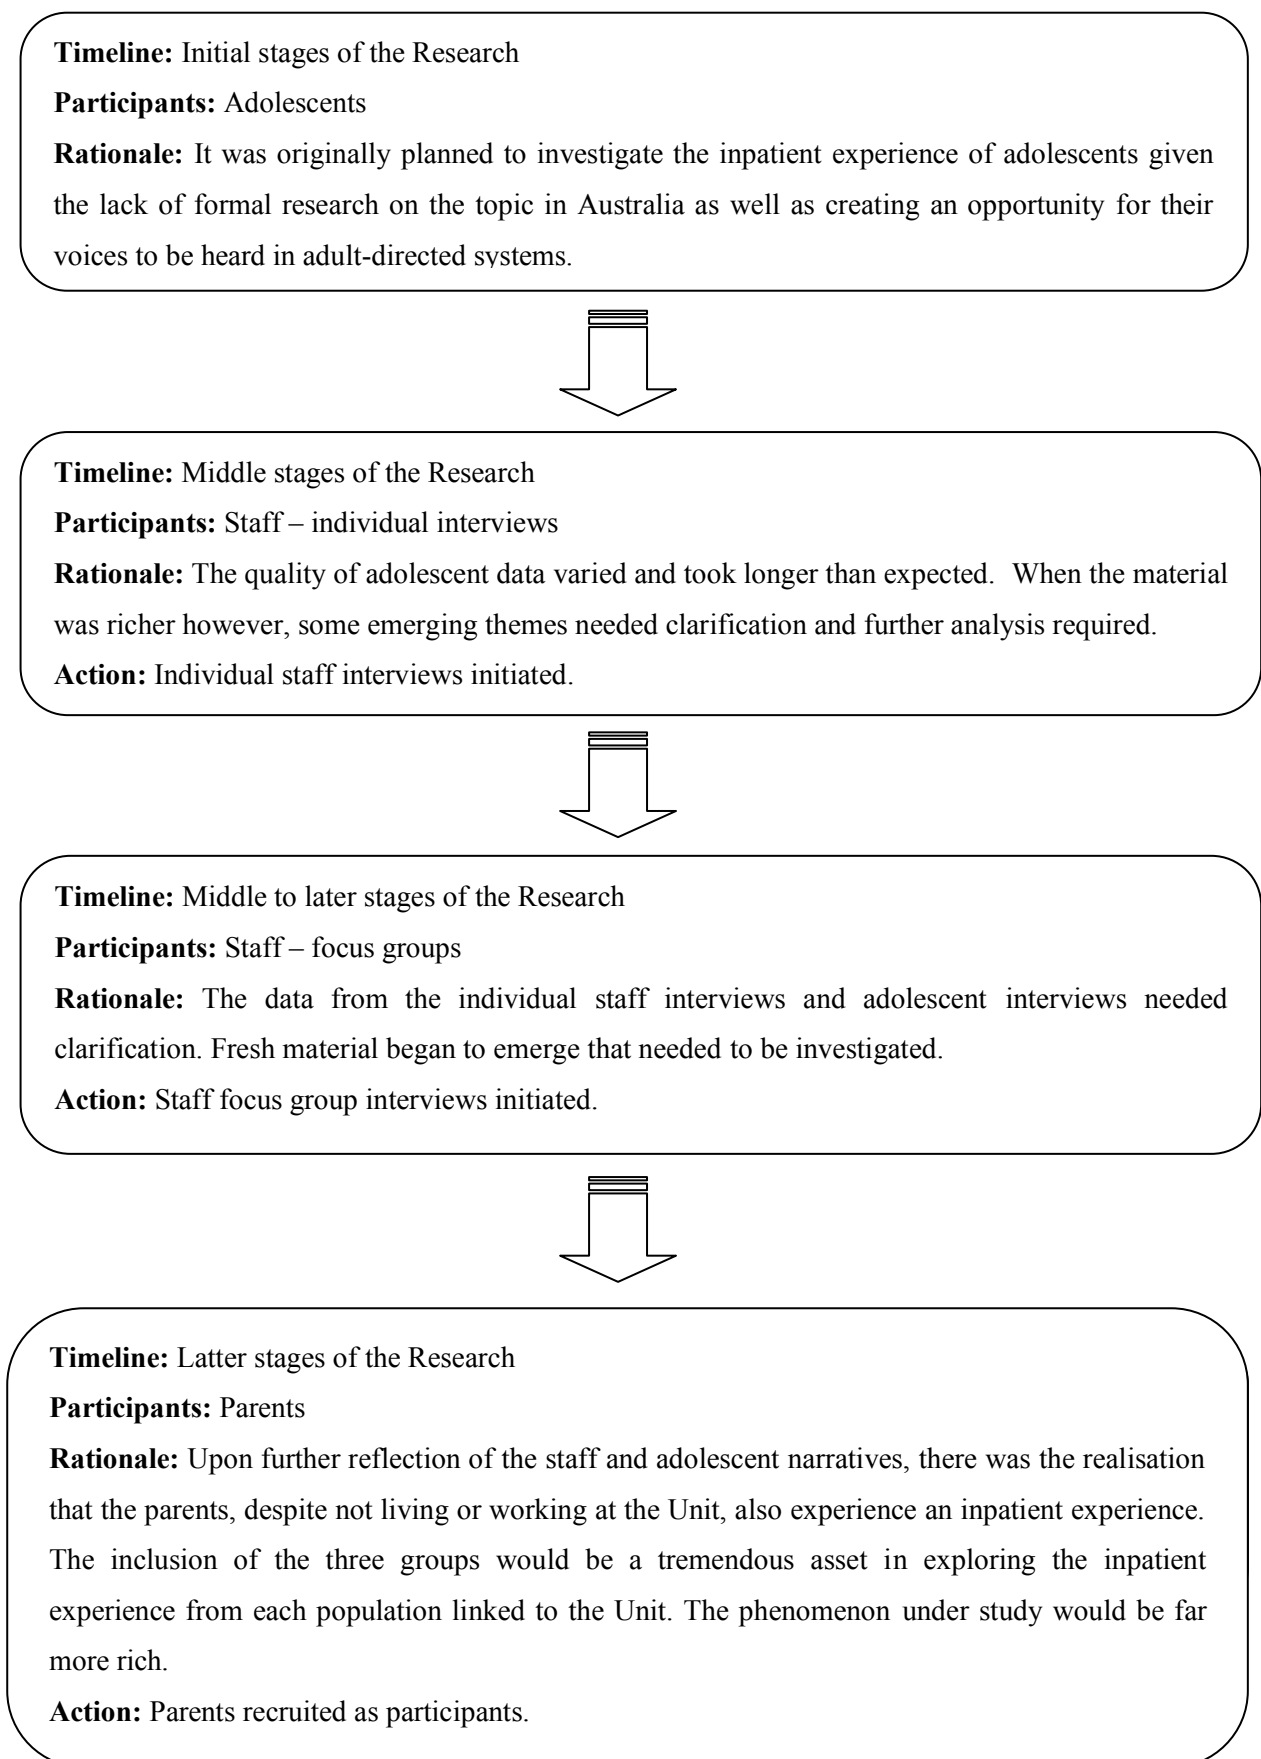 Timeline: Initial stages of the Research
Participants: Adolescents
Rationale: It was originally planned to investigate the inpatient experience of adolescents given
the lack of formal research on the topic in Australia as well as creating an opportunity for their
voices to be heard in adult-directed systems.
Timeline: Middle stages of the Research
Participants: Staff – individual interviews
Rationale: The quality of adolescent data varied and took longer than expected.  When the material
was richer however, some emerging themes needed clarification and further analysis required.
Action: Individual staff interviews initiated.
Timeline: Middle to later stages of the Research
Participants: Staff – focus groups
Rationale: The data from the individual staff interviews and adolescent interviews needed
clarification. Fresh material began to emerge that needed to be investigated.
Action: Staff focus group interviews initiated.
Timeline: Latter stages of the Research
Participants: Parents
Rationale: Upon further reflection of the staff and adolescent narratives, there was the realisation
that the parents, despite not living or working at the Unit, also experience an inpatient experience.
The inclusion of the three groups would be a tremendous asset in exploring the inpatient
experience from each population linked to the Unit. The phenomenon under study would be far
more rich.
Action: Parents recruited as participants.